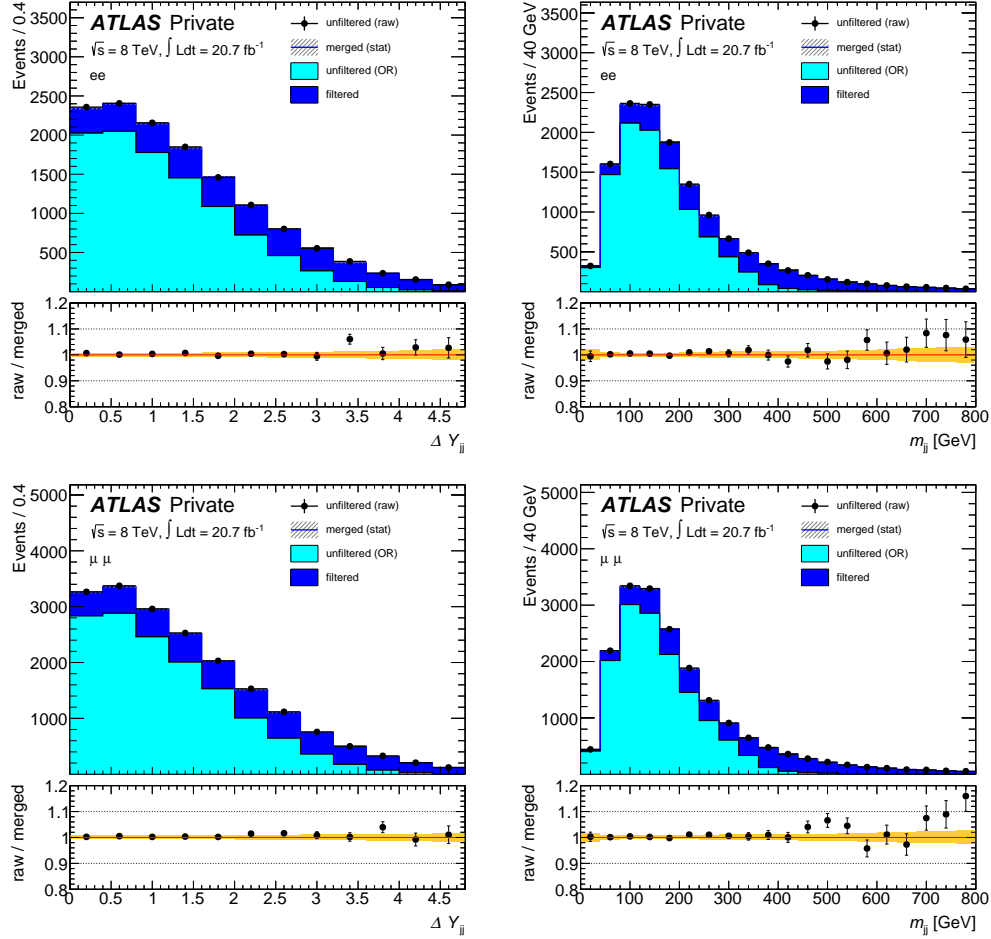 Events / 0.4
3500
3000
2500
2000
1500
1000
500
ATLAS Private
√s = 8 TeV, ∫ Ldt = 20.7 fb⁻¹
ee
unfiltered (raw)
merged (stat)
unfiltered (OR)
filtered
raw / merged
1.2
1.1
1
0.9
0.8
0 0.5 1 1.5 2 2.5 3 3.5 4 4.5
Δ Y_jj
Events / 40 GeV
3500
3000
2500
2000
1500
1000
500
ATLAS Private
√s = 8 TeV, ∫ Ldt = 20.7 fb⁻¹
ee
unfiltered (raw)
merged (stat)
unfiltered (OR)
filtered
raw / merged
1.2
1.1
1
0.9
0.8
0 100 200 300 400 500 600 700 800
m_jj [GeV]
Events / 0.4
5000
4000
3000
2000
1000
ATLAS Private
√s = 8 TeV, ∫ Ldt = 20.7 fb⁻¹
μ μ
unfiltered (raw)
merged (stat)
unfiltered (OR)
filtered
raw / merged
1.2
1.1
1
0.9
0.8
0 0.5 1 1.5 2 2.5 3 3.5 4 4.5
Δ Y_jj
Events / 40 GeV
5000
4000
3000
2000
1000
ATLAS Private
√s = 8 TeV, ∫ Ldt = 20.7 fb⁻¹
μ μ
unfiltered (raw)
merged (stat)
unfiltered (OR)
filtered
raw / merged
1.2
1.1
1
0.9
0.8
0 100 200 300 400 500 600 700 800
m_jj [GeV]